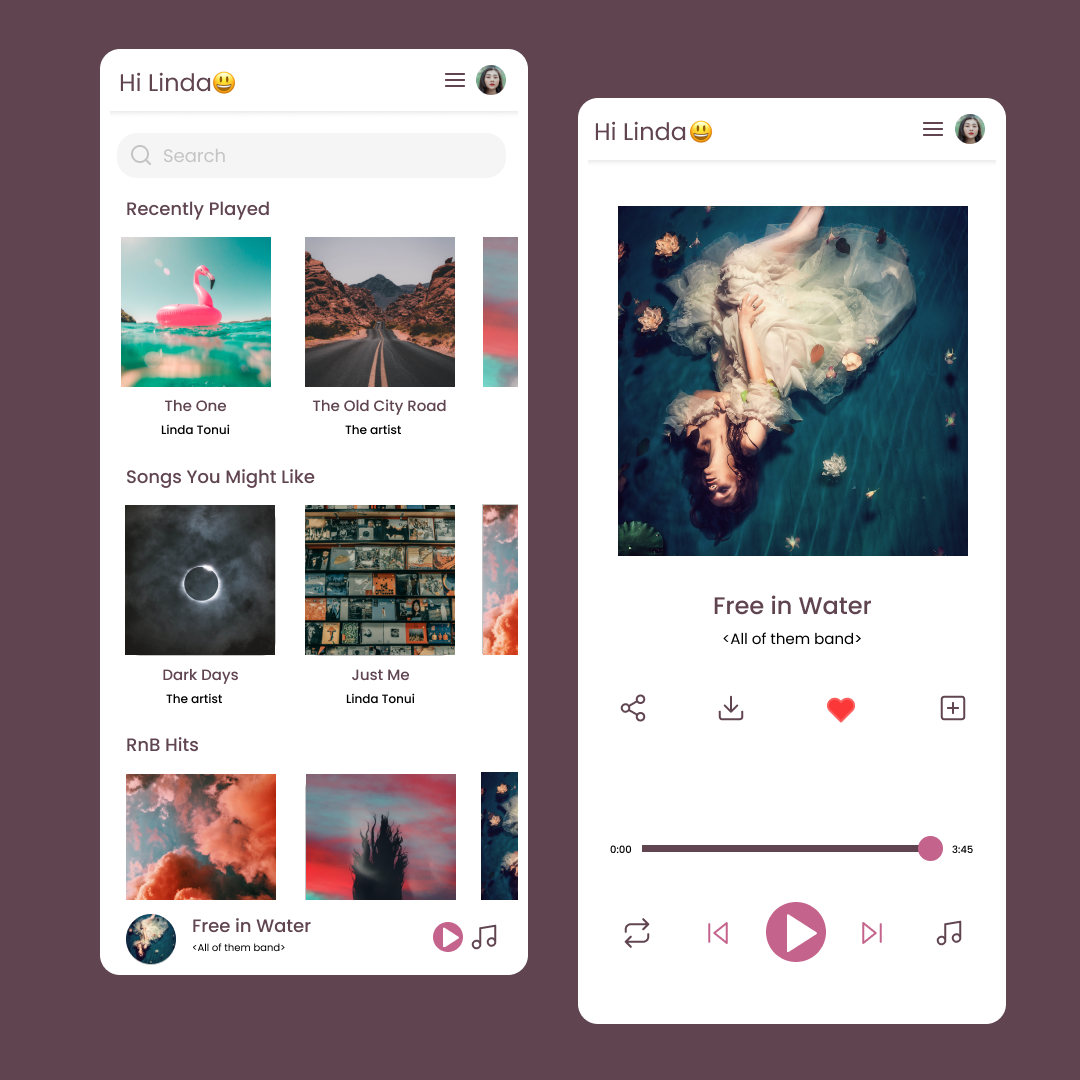 Hi Linda😃
Search
Recently Played
The One
Linda Tonui
The Old City Road
The artist
Songs You Might Like
Dark Days
The artist
Just Me
Linda Tonui
RnB Hits
Free in Water
<All of them band>
Hi Linda😃
Free in Water
<All of them band>
0:00
3:45